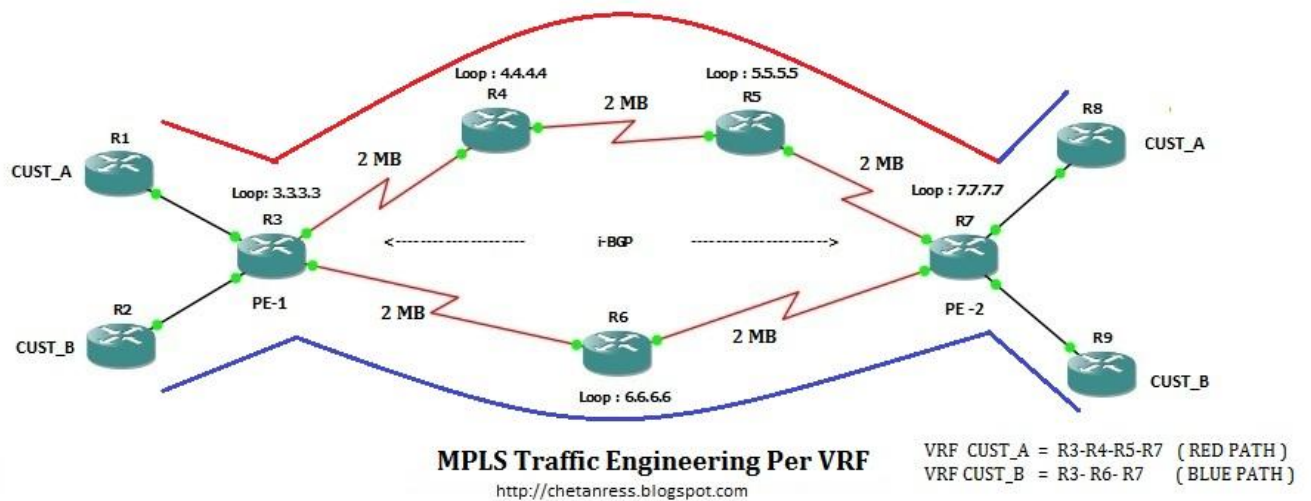 Loop : 4.4.4.4
R4
2 MB
Loop : 5.5.5.5
R5
R1
CUST_A
2 MB
2 MB
R8
CUST_A
Loop: 3.3.3.3
R3
Loop : 7.7.7.7
R7
<----------------------- i-BGP ----------------------->
PE-1
PE -2
R2
CUST_B
2 MB
R6
2 MB
R9
CUST_B
Loop : 6.6.6.6
MPLS Traffic Engineering Per VRF
http://chetanress.blogspot.com
VRF CUST_A = R3-R4-R5-R7 ( RED PATH )
VRF CUST_B = R3- R6- R7 ( BLUE PATH )